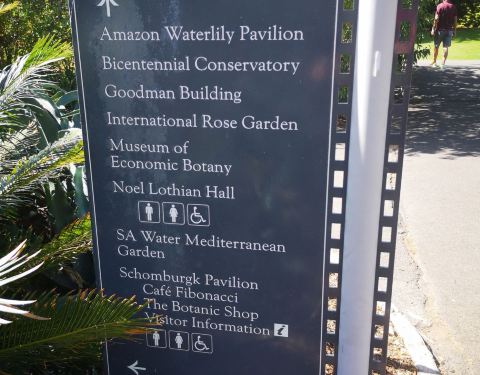 Amazon Waterlily Pavilion
Bicentennial Conservatory
Goodman Building
International Rose Garden
Museum of
Economic Botany
Noel Lothian Hall
SA Water Mediterranean
Garden
Schomburgk Pavilion
Café Fibonacci
The Botanic Shop
Visitor Information i